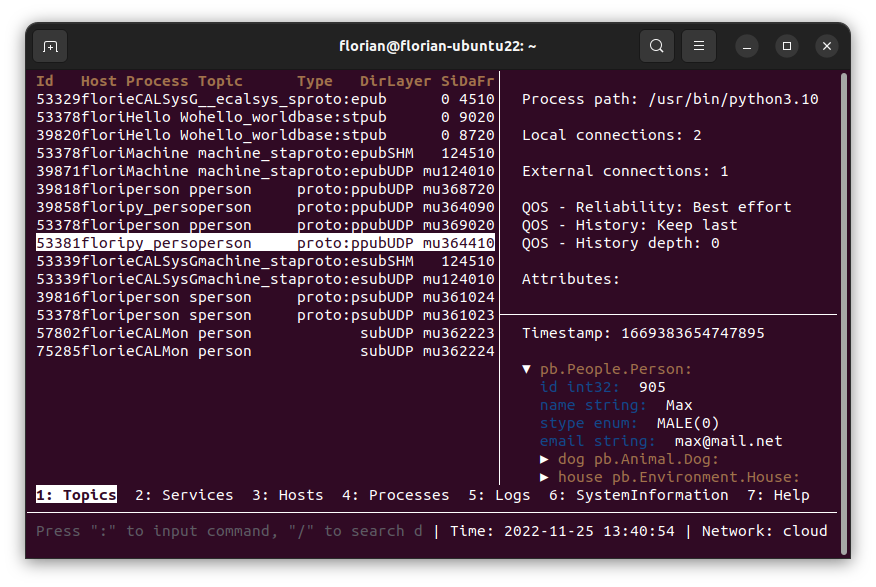 florian@florian-ubuntu22: ~
Id   Host Process Topic      Type   DirLayer SiDaFr
53329florieCALSysG__ecalsys_sproto:epub      0 4510
53378floriHello Wohello_worldbase:stpub      0 9020
39820floriHello Wohello_worldbase:stpub      0 8720
53378floriMachine machine_staproto:epubSHM   124510
39871floriMachine machine_staproto:epubUDP mu124010
39818floriperson pperson     proto:ppubUDP mu368720
39858floripy_persoperson     proto:ppubUDP mu364090
53378floriperson pperson     proto:ppubUDP mu369020
53381floripy_persoperson     proto:ppubUDP mu364410
53339florieCALSysGmachine_staproto:esubSHM   124510
53339florieCALSysGmachine_staproto:esubUDP mu124010
39816floriperson sperson     proto:psubUDP mu361024
53378floriperson sperson     proto:psubUDP mu361023
57802florieCALMon person            subUDP mu362223
75285florieCALMon person            subUDP mu362224
Process path: /usr/bin/python3.10
Local connections: 2
External connections: 1
QOS - Reliability: Best effort
QOS - History: Keep last
QOS - History depth: 0
Attributes:
Timestamp: 1669383654747895
▼ pb.People.Person:
id int32:  905
name string:  Max
stype enum:  MALE(0)
email string:  max@mail.net
▶ dog pb.Animal.Dog:
▶ house pb.Environment.House:
1: Topics  2: Services  3: Hosts  4: Processes  5: Logs  6: SystemInformation  7: Help
Press ":" to input command, "/" to search d | Time: 2022-11-25 13:40:54 | Network: cloud